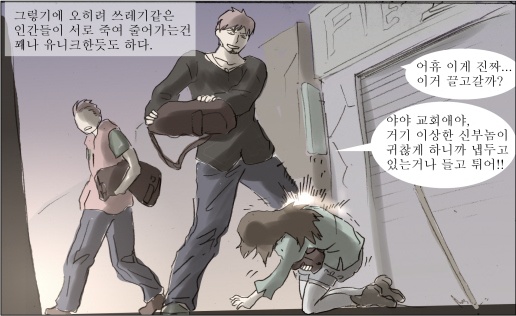 그렇기에 오히려 쓰레기같은
인간들이 서로 죽여 줄어가는건
꽤나 유니크한듯도 하다.
어휴 이게 진짜...
이거 끌고갈까?
야야 교회애야,
거기 이상한 신부놈이
귀찮게 하니까 냅두고
있는거나 들고 튀어!!